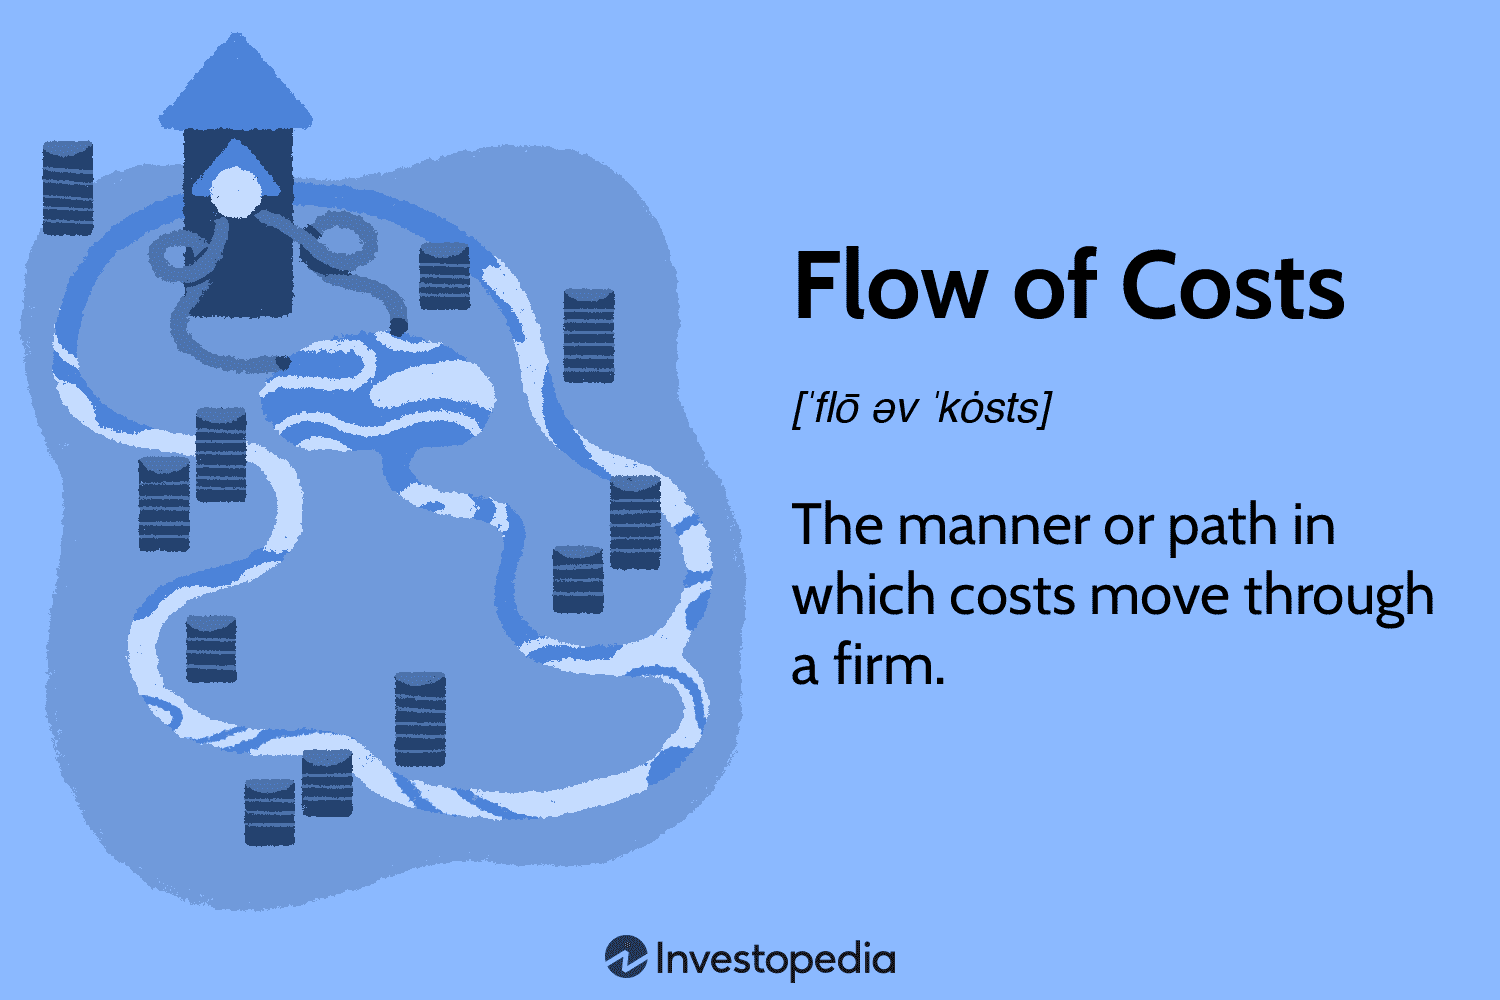 Flow of Costs
[ˈflō əv ˈkȯsts]
The manner or path in
which costs move through
a firm.
Investopedia